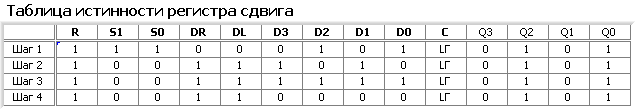 Таблица истинности регистра сдвига
R S1 S0 DR DL D3 D2 D1 D0 C Q3 Q2 Q1 Q0
Шаг 1 1 1 1 0 0 0 1 0 1 ⊔Г 0 1 0 1
Шаг 2 1 0 0 1 1 1 0 1 0 ⊔Г 0 1 0 1
Шаг 3 1 0 0 1 1 1 1 1 1 ⊔Г 0 1 0 1
Шаг 4 1 0 0 1 1 0 0 0 0 ⊔Г 0 1 0 1